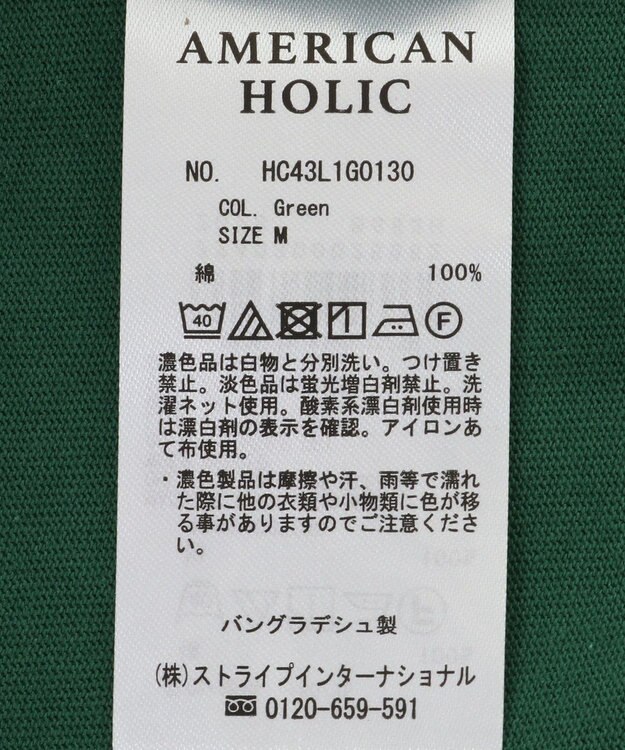 AMERICAN
HOLIC
NO. HC43L1G0130
COL. Green
SIZE M
綿 100%
40 F
濃色品は白物と分別洗い。つけ置き
禁止。淡色品は蛍光増白剤禁止。洗
濯ネット使用。酸素系漂白剤使用時
は漂白剤の表示を確認。アイロンあ
て布使用。
・濃色製品は摩擦や汗、雨等で濡れ
た際に他の衣類や小物類に色が移
る事がありますのでご注意くださ
い。
バングラデシュ製
(株)ストライプインターナショナル
0120-659-591